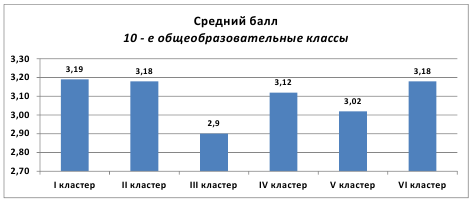 Средний балл
10 - е общеобразовательные классы
3,30
3,20
3,10
3,00
2,90
2,80
2,70
3,19
3,18
2,9
3,12
3,02
3,18
I кластер
II кластер
III кластер
IV кластер
V кластер
VI кластер